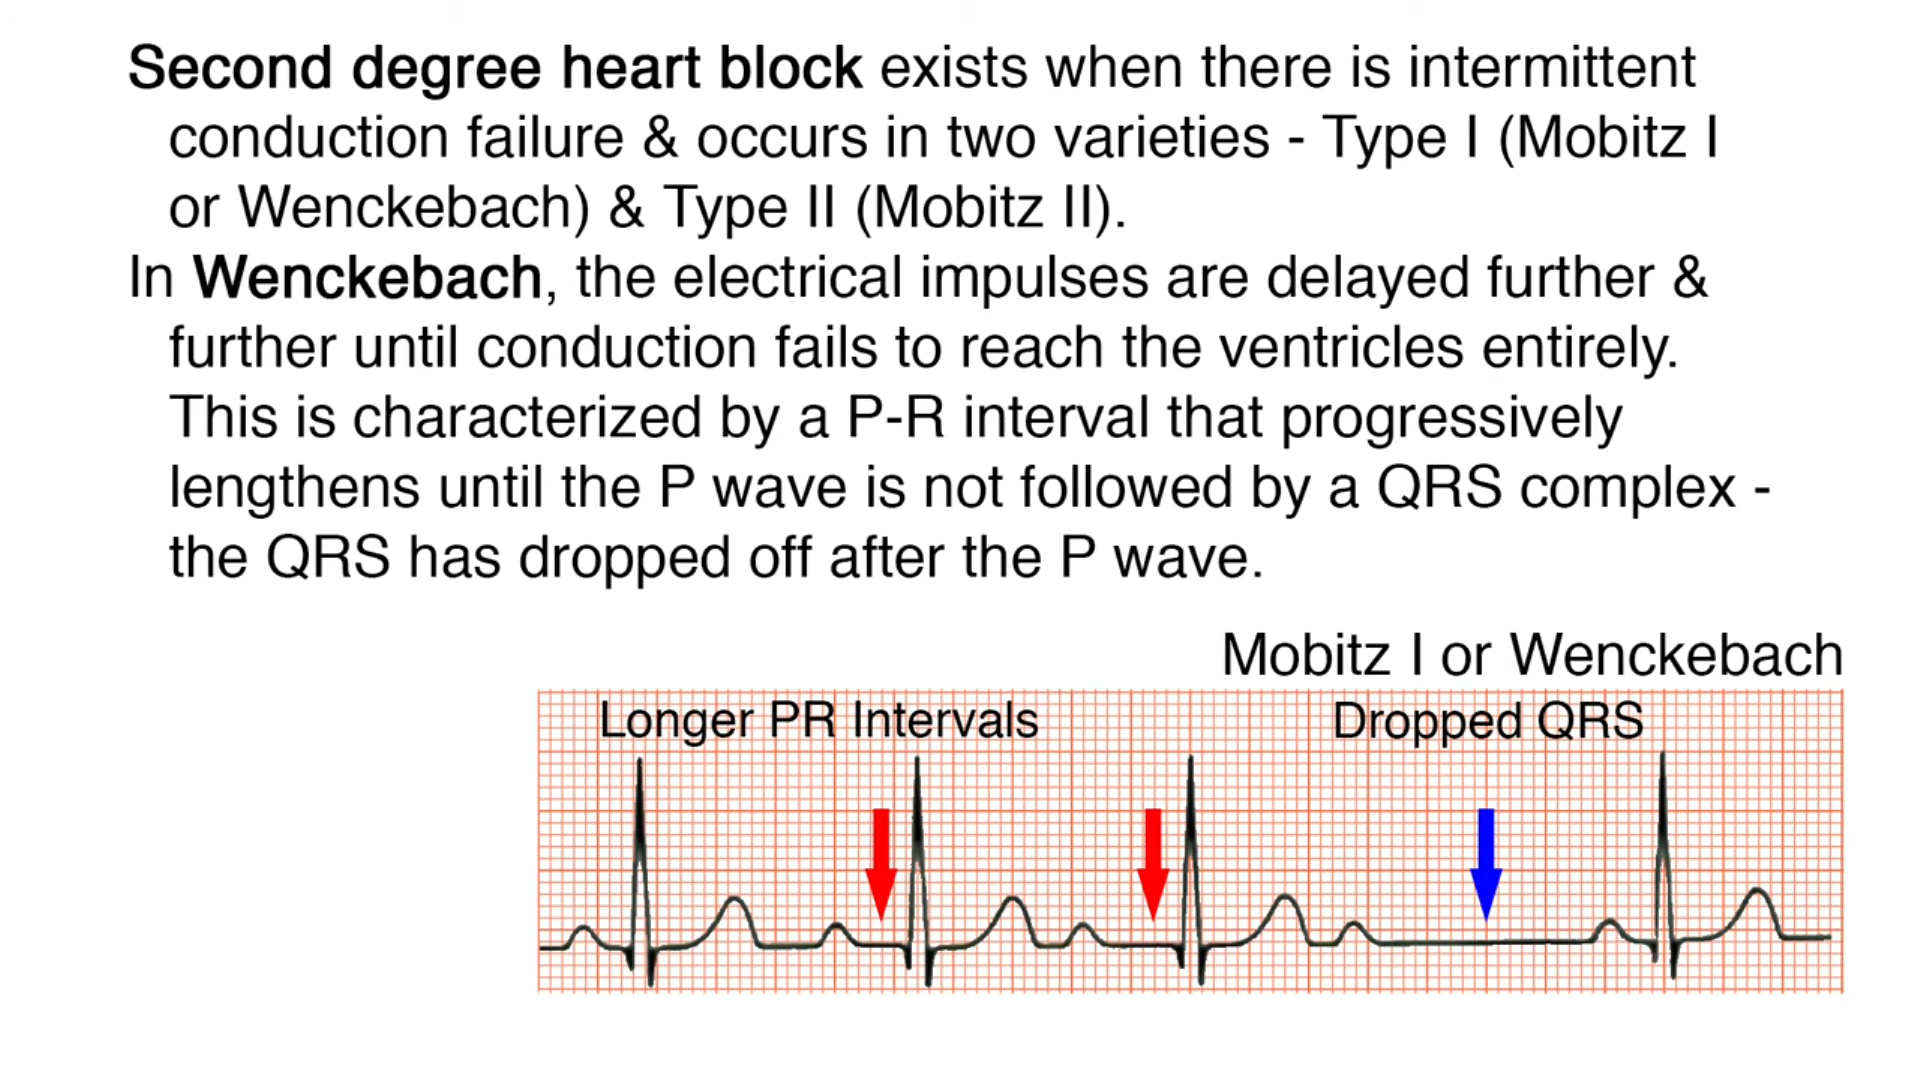 Second degree heart block exists when there is intermittent
conduction failure & occurs in two varieties - Type I (Mobitz I
or Wenckebach) & Type II (Mobitz II).
In Wenckebach, the electrical impulses are delayed further &
further until conduction fails to reach the ventricles entirely.
This is characterized by a P-R interval that progressively
lengthens until the P wave is not followed by a QRS complex -
the QRS has dropped off after the P wave.
Mobitz I or Wenckebach
Longer PR Intervals
Dropped QRS